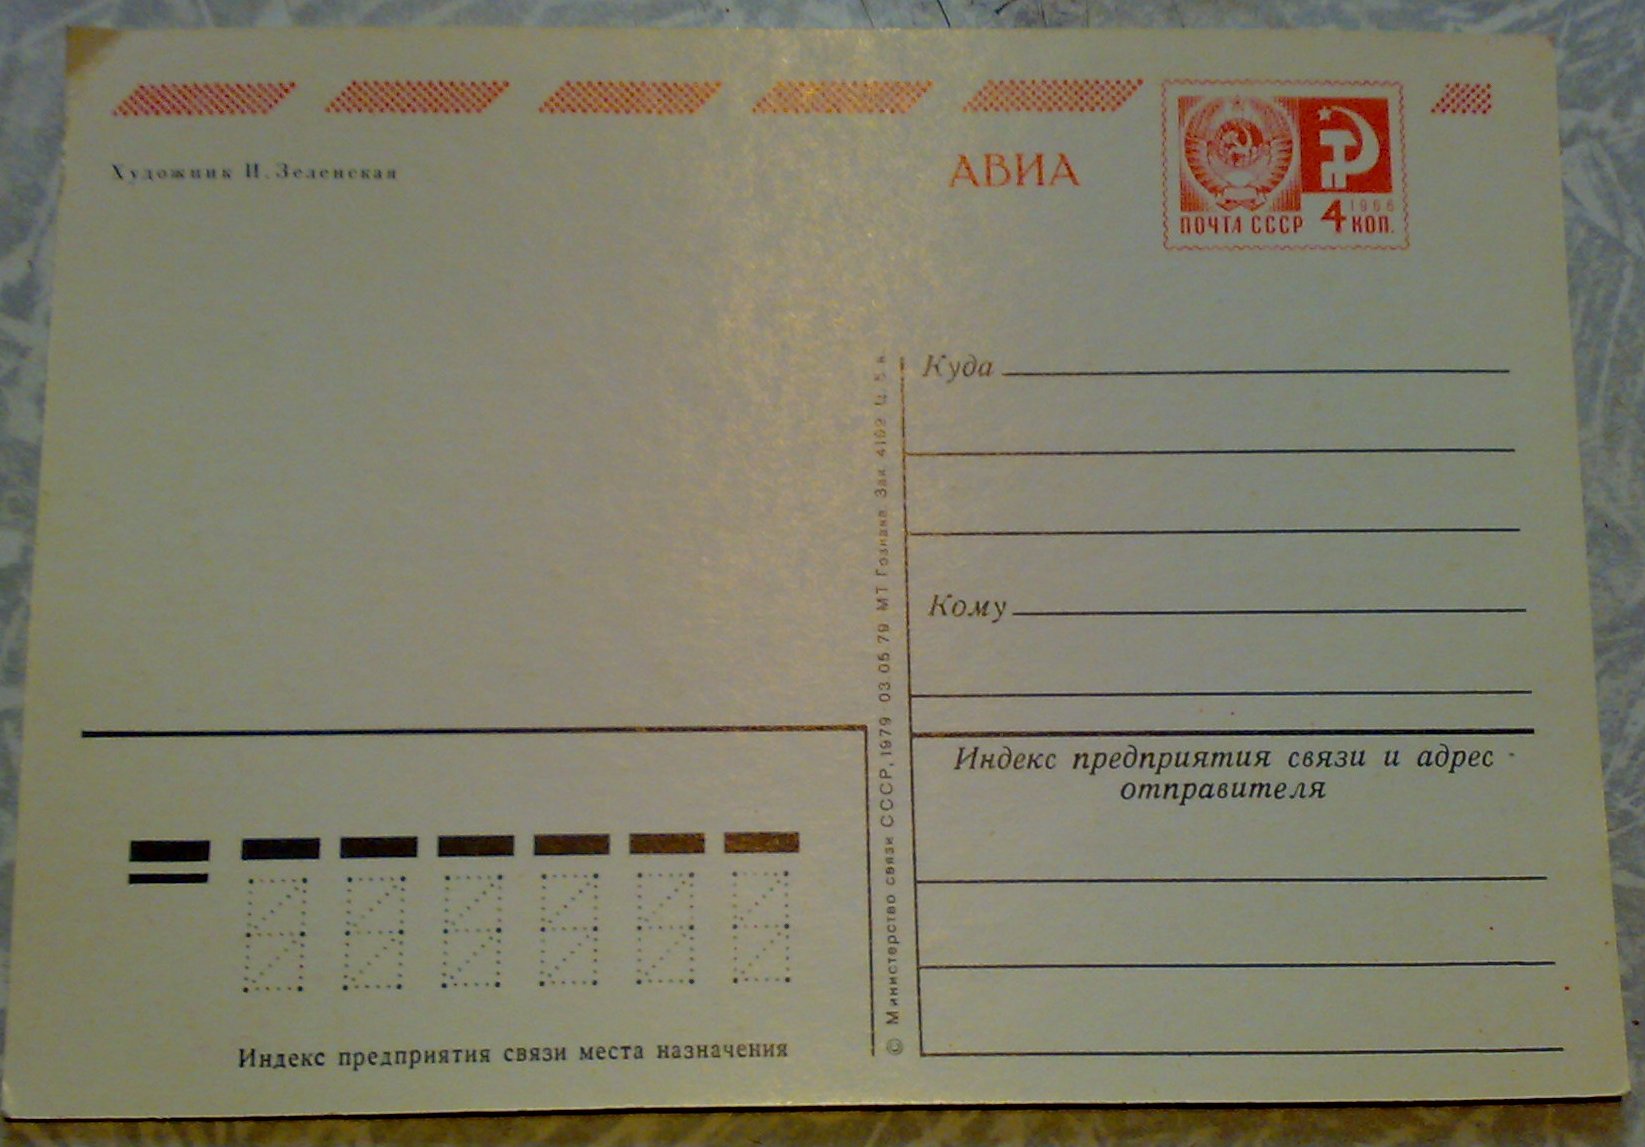 Художник И. Зеленская
АВИА
1966
ПОЧТА СССР 4 КОП.
Куда
Кому
Индекс предприятия связи и адрес
отправителя
© Министерство связи СССР, 1979 03.05.79 МТ Гознака. Зак. 4102 Ц. 5 к.
Индекс предприятия связи места назначения